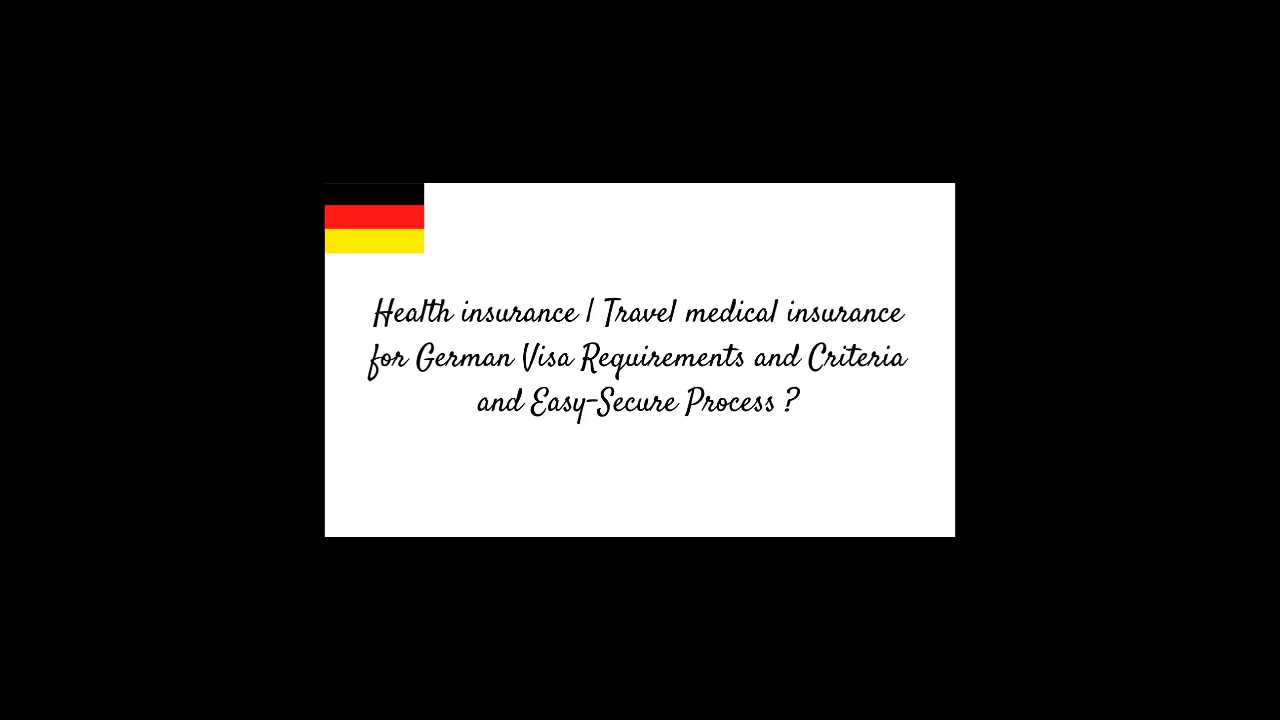 Health insurance | Travel medical insurance
for German Visa Requirements and Criteria
and Easy-Secure Process ?